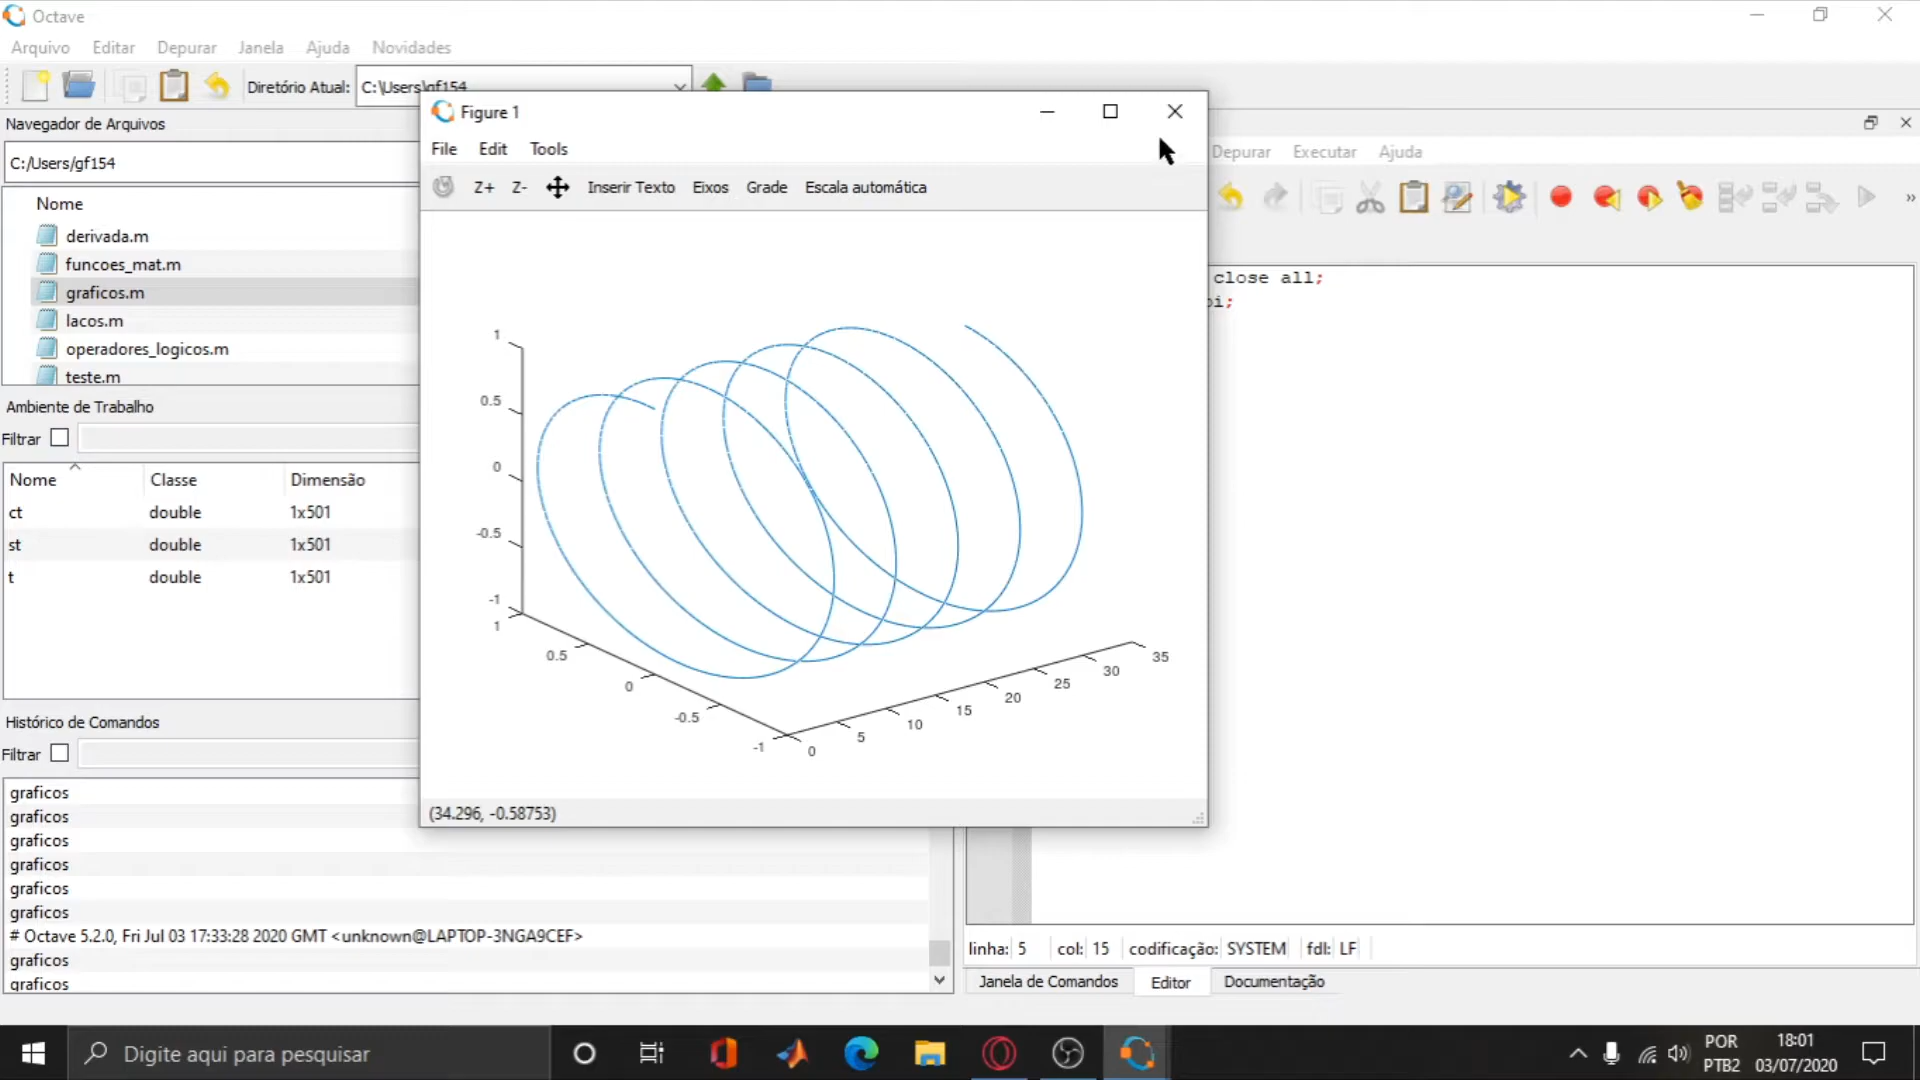 Octave
Arquivo Editar Depurar Janela Ajuda Novidades
Diretório Atual: C:\Users\gf154
Navegador de Arquivos
C:/Users/gf154
Nome
derivada.m
funcoes_mat.m
graficos.m
lacos.m
operadores_logicos.m
teste.m
Ambiente de Trabalho
Filtrar
Nome Classe Dimensão
ct double 1x501
st double 1x501
t double 1x501
Histórico de Comandos
Filtrar
graficos
graficos
graficos
graficos
graficos
graficos
# Octave 5.2.0, Fri Jul 03 17:33:28 2020 GMT <unknown@LAPTOP-3NGA9CEF>
graficos
graficos
Figure 1
File Edit Tools
Z+ Z- Inserir Texto Eixos Grade Escala automática
1
0.5
0
-0.5
-1
1
0.5
0
-0.5
-1
0
5
10
15
20
25
30
35
(34.296, -0.58753)
Depurar Executar Ajuda
»
close all;
pi;
linha: 5 col: 15 codificação: SYSTEM fdl: LF
Janela de Comandos Editor Documentação
Digite aqui para pesquisar
POR
PTB2
18:01
03/07/2020